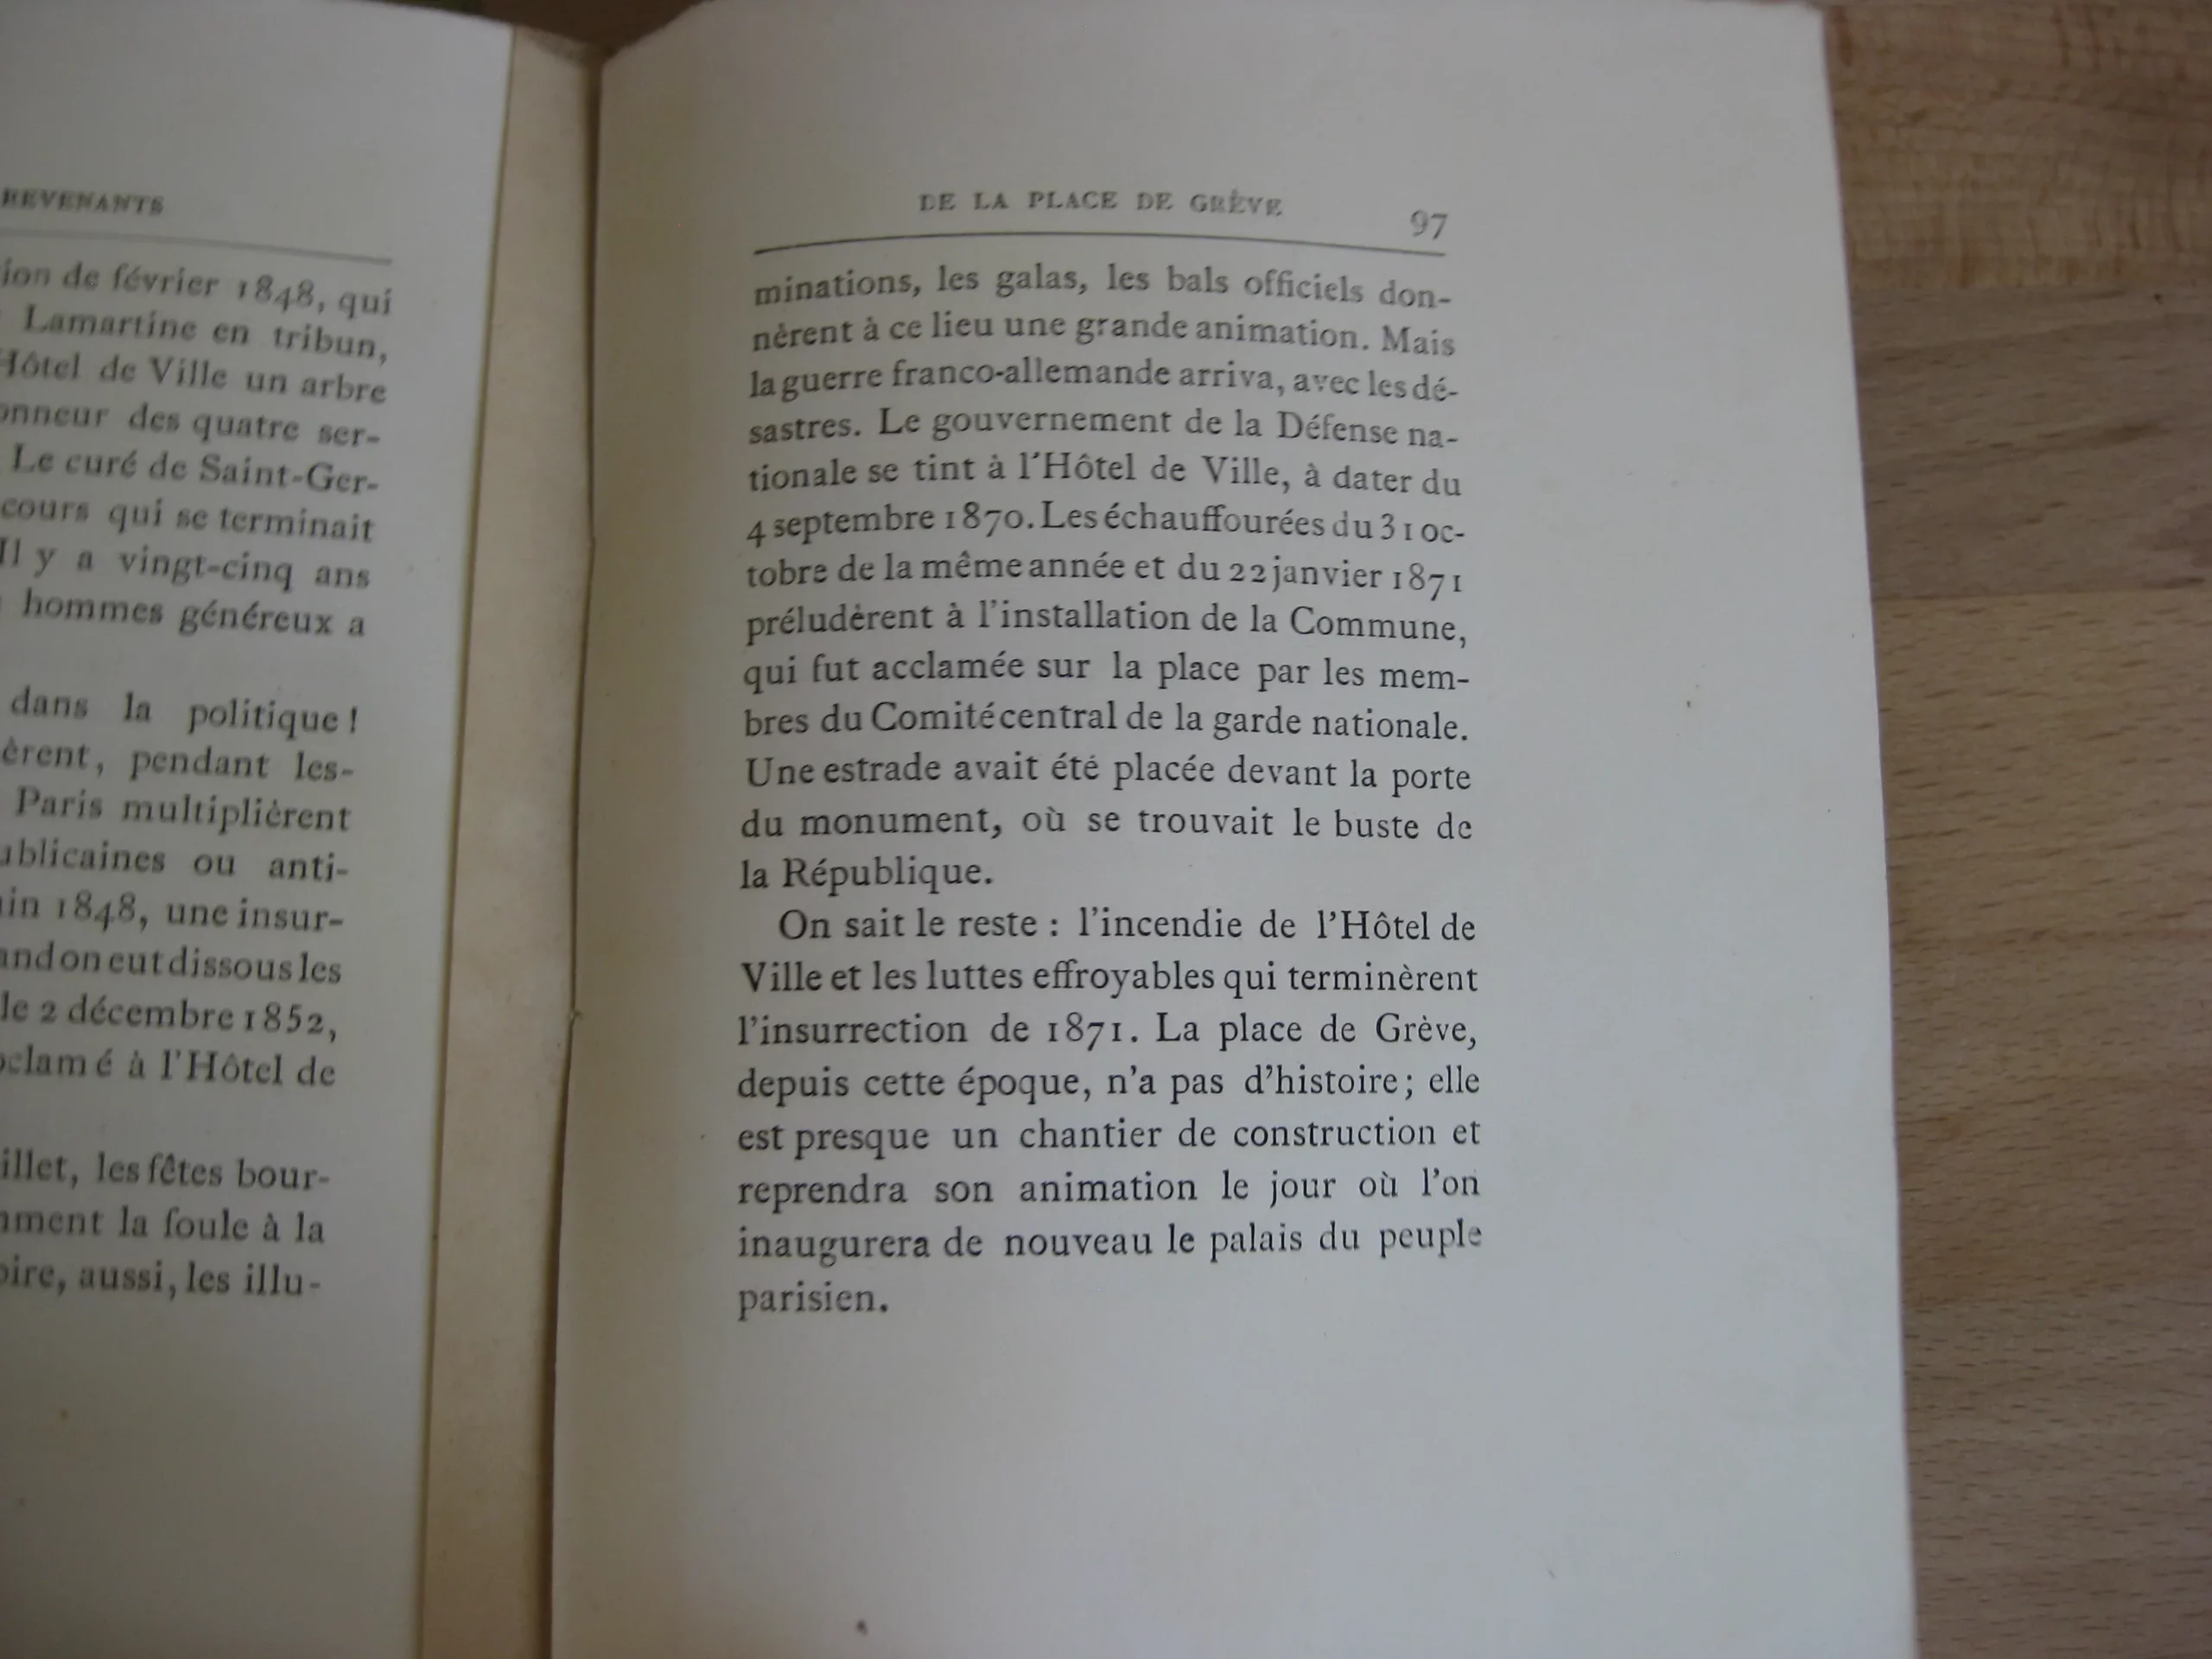 REVENANTS
ion de février 1848, qui
Lamartine en tribun,
Hôtel de Ville un arbre
onneur des quatre ser-
Le curé de Saint-Ger-
cours qui se terminait
Il y a vingt-cinq ans
hommes généreux a
dans la politique !
èrent, pendant les-
Paris multiplièrent
ublicaines ou anti-
in 1848, une insur-
and on eut dissous les
le 2 décembre 1852,
oclamé à l'Hôtel de
illet, les fêtes bour-
mment la foule à la
oire, aussi, les illu-
DE LA PLACE DE GRÈVE 97
minations, les galas, les bals officiels don-
nèrent à ce lieu une grande animation. Mais
la guerre franco-allemande arriva, avec les dé-
sastres. Le gouvernement de la Défense na-
tionale se tint à l'Hôtel de Ville, à dater du
4 septembre 1870. Les échauffourées du 31 oc-
tobre de la même année et du 22 janvier 1871
préludèrent à l'installation de la Commune,
qui fut acclamée sur la place par les mem-
bres du Comité central de la garde nationale.
Une estrade avait été placée devant la porte
du monument, où se trouvait le buste de
la République.
On sait le reste : l'incendie de l'Hôtel de
Ville et les luttes effroyables qui terminèrent
l'insurrection de 1871. La place de Grève,
depuis cette époque, n'a pas d'histoire ; elle
est presque un chantier de construction et
reprendra son animation le jour où l'on
inaugurera de nouveau le palais du peuple
parisien.